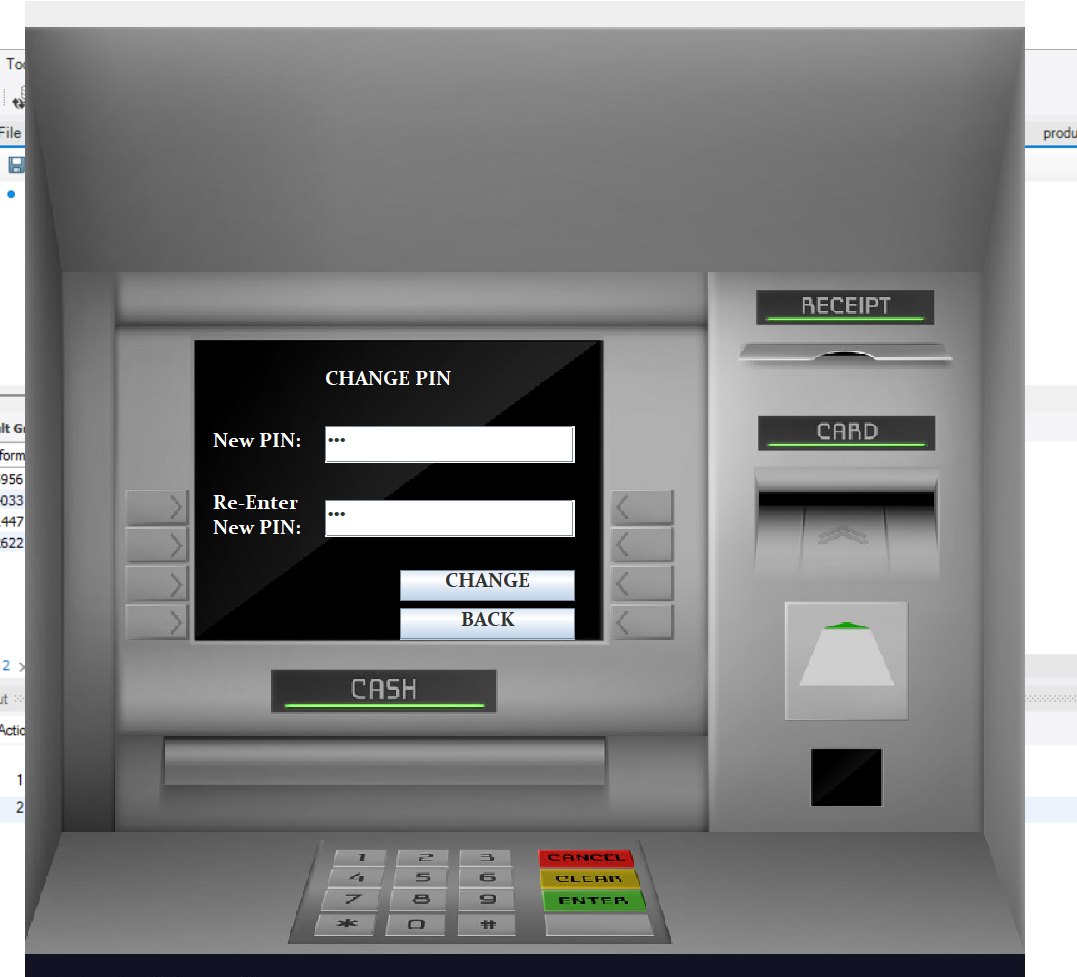 Too
File
produ
RECEIPT
CHANGE PIN
CARD
lt Gr
New PIN: •••
form
956
Re-Enter
New PIN: •••
033
447
622
CHANGE
BACK
2
CASH
ut
Actio
1
2
1 2 3 CANCEL
4 5 6 CLEAR
7 8 9 ENTER
* 0 #